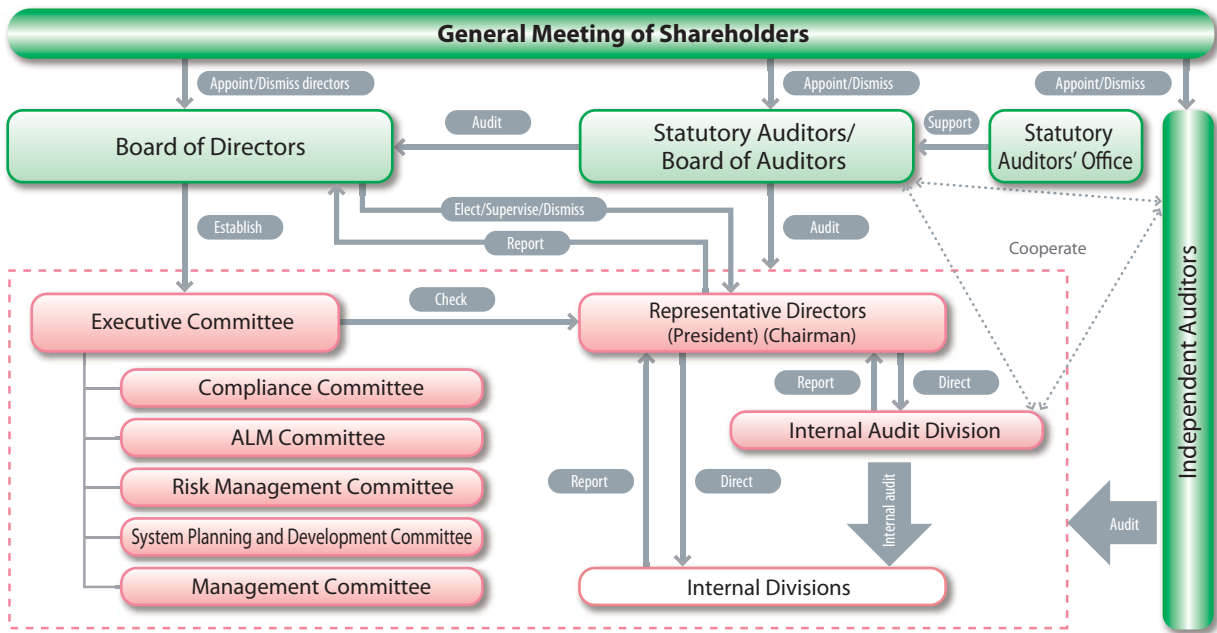 General Meeting of Shareholders
Appoint/Dismiss directors
Appoint/Dismiss
Appoint/Dismiss
Board of Directors
Audit
Statutory Auditors/
Board of Auditors
Support
Statutory
Auditors' Office
Establish
Elect/Supervise/Dismiss
Report
Audit
Cooperate
Independent Auditors
Executive Committee
Check
Representative Directors
(President) (Chairman)
Compliance Committee
ALM Committee
Risk Management Committee
System Planning and Development Committee
Management Committee
Report
Direct
Internal Audit Division
Report
Direct
Internal audit
Audit
Internal Divisions